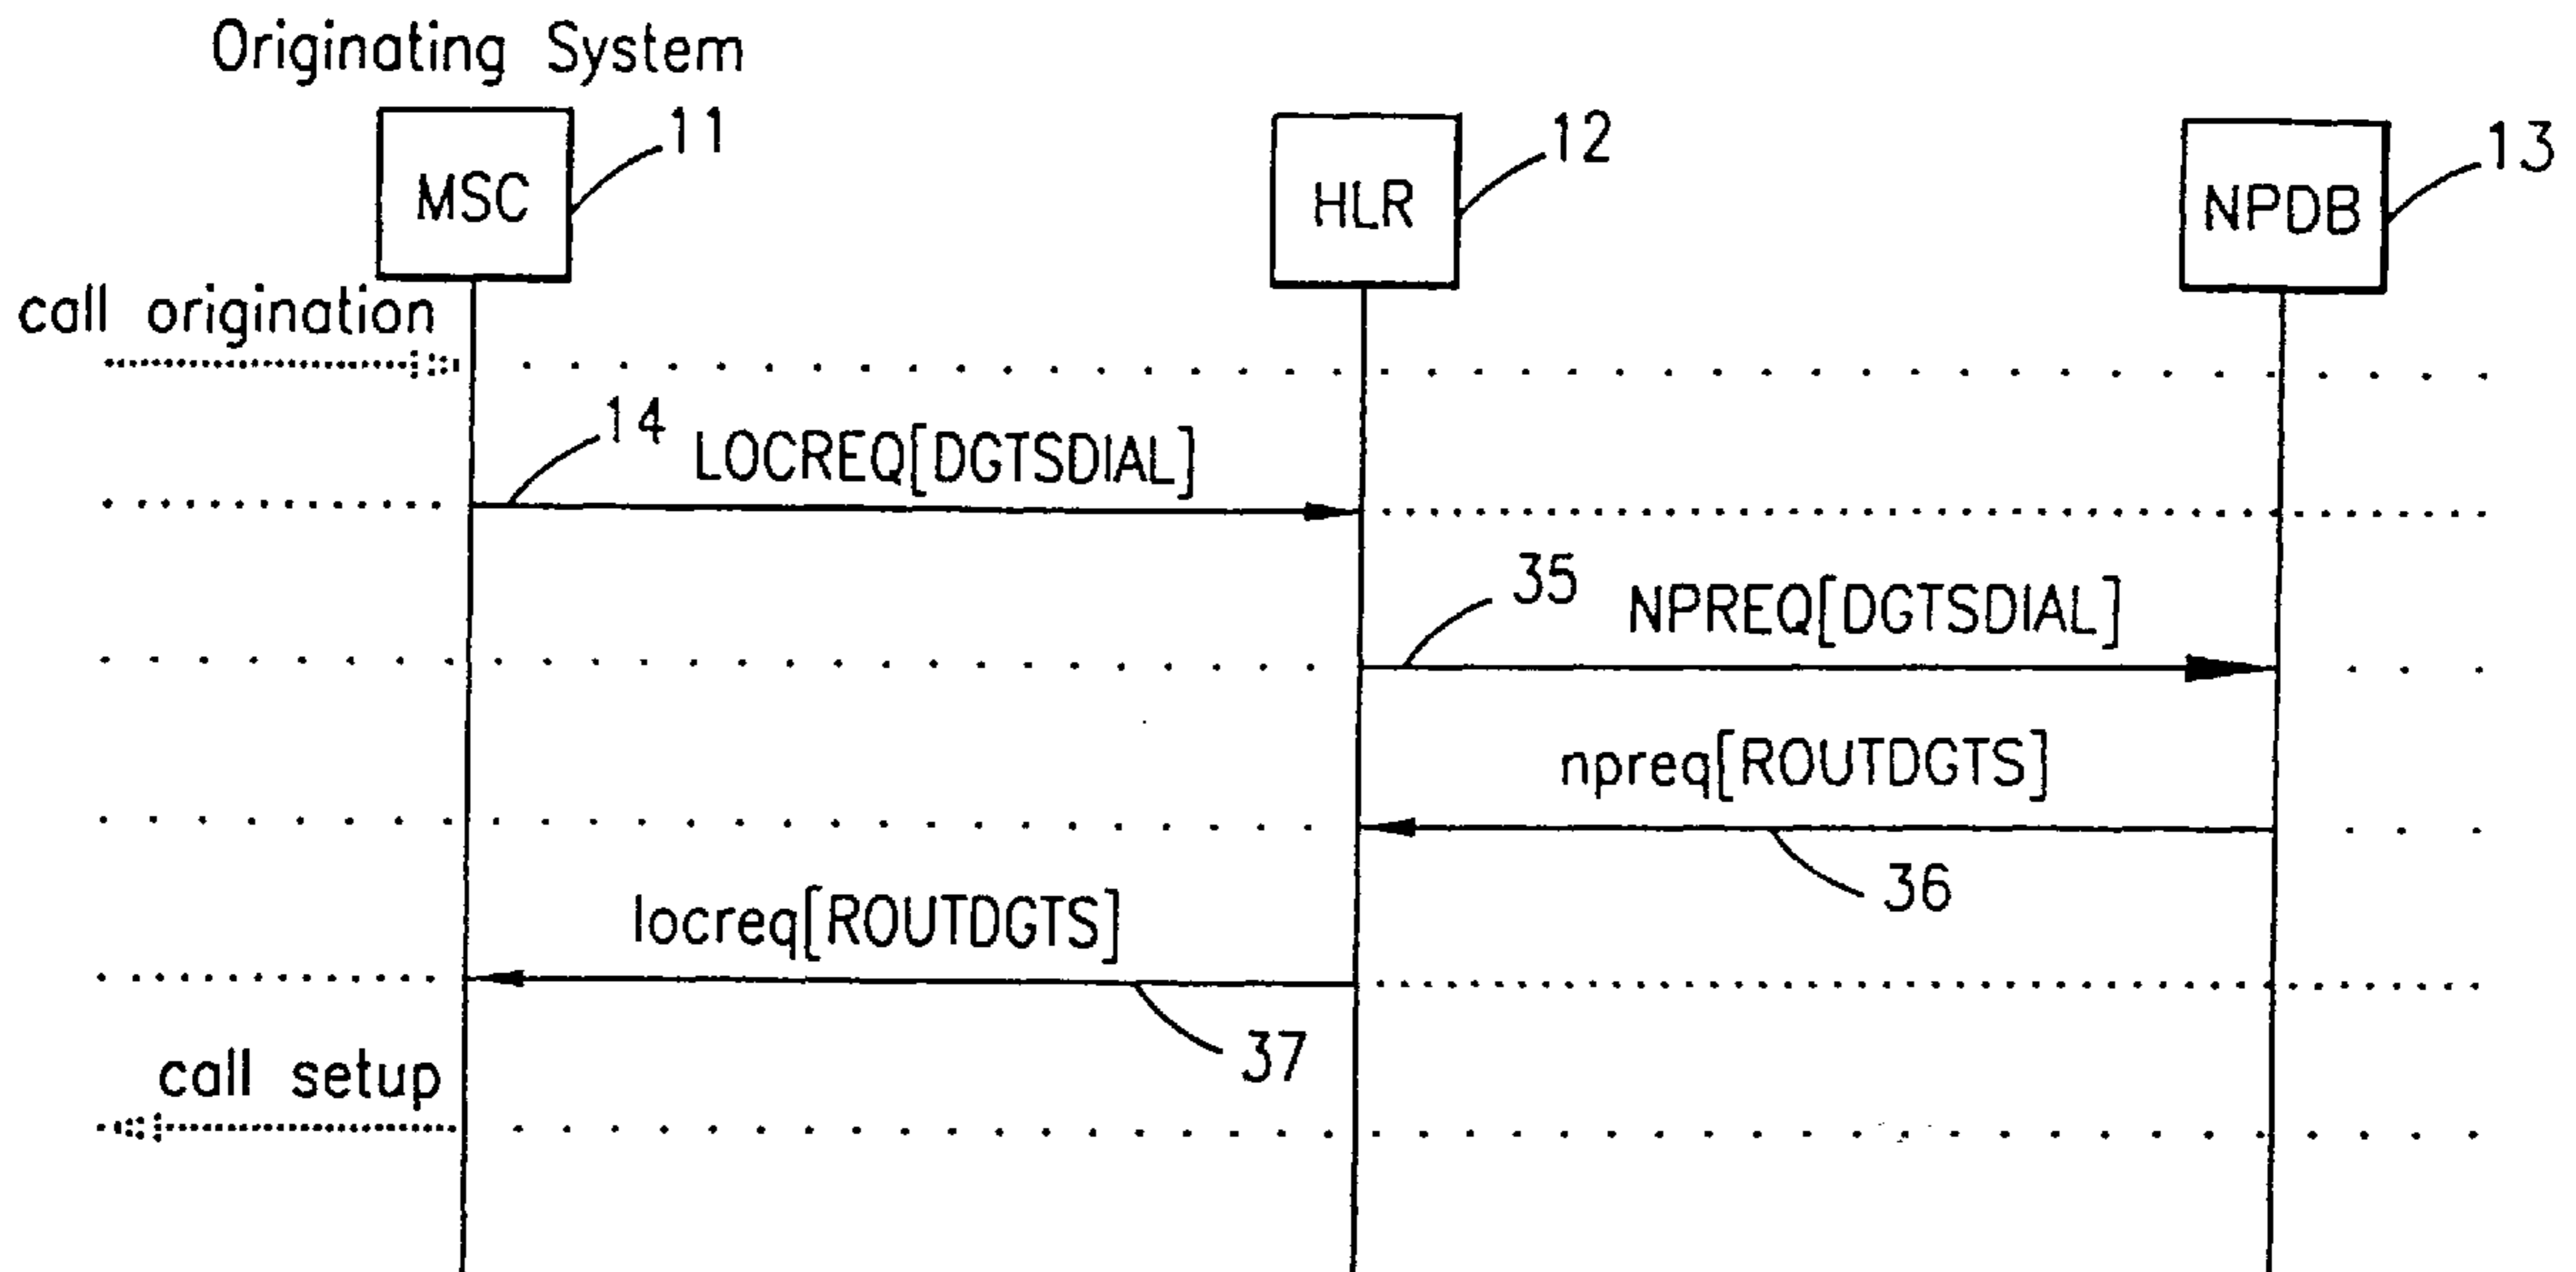 Originating System
MSC
11
HLR
12
NPDB
13
call origination
14
LOCREQ[DGTSDIAL]
35
NPREQ[DGTSDIAL]
npreq[ROUTDGTS]
36
locreq[ROUTDGTS]
37
call setup